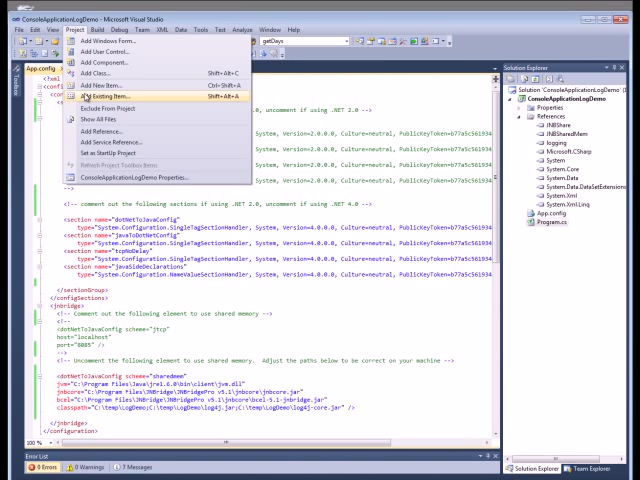 ConsoleApplicationLogDemo - Microsoft Visual Studio
File Edit View Project Build Debug Team XML Data Tools Test Analyze Window Help
getDays
Add Windows Form...
Add User Control...
Add Component...
Add Class... Shift+Alt+C
Add New Item... Ctrl+Shift+A
Add Existing Item... Shift+Alt+A
Exclude From Project
Show All Files
Add Reference...
Add Service Reference...
Set as StartUp Project
Refresh Project Toolbox Items
ConsoleApplicationLogDemo Properties...
Toolbox
App.config
<?xml
.0, uncomment if using .NET 2.0 -->
System, Version=2.0.0.0, Culture=neutral, PublicKeyToken=b77a5c561934
System, Version=2.0.0.0, Culture=neutral, PublicKeyToken=b77a5c561934
System, Version=2.0.0.0, Culture=neutral, PublicKeyToken=b77a5c561934
System, Version=2.0.0.0, Culture=neutral, PublicKeyToken=b77a5c561934
-->
<!-- comment out the following sections if using .NET 2.0, uncomment if using .NET 4.0 -->
<section name="dotNetToJavaConfig"
type="System.Configuration.SingleTagSectionHandler, System, Version=4.0.0.0, Culture=neutral, PublicKeyToken=b77a5c561934
<section name="javaToDotNetConfig"
type="System.Configuration.SingleTagSectionHandler, System, Version=4.0.0.0, Culture=neutral, PublicKeyToken=b77a5c561934
<section name="tcpNoDelay"
type="System.Configuration.SingleTagSectionHandler, System, Version=4.0.0.0, Culture=neutral, PublicKeyToken=b77a5c561934
<section name="javaSideDeclarations"
type="System.Configuration.NameValueSectionHandler, System, Version=4.0.0.0, Culture=neutral, PublicKeyToken=b77a5c561934
</sectionGroup>
</configSections>
<jnbridge>
<!-- Comment out the following element to use shared memory -->
<!--
<dotNetToJavaConfig scheme="jtcp"
host="localhost"
port="8085" />
-->
<!-- Uncomment the following element to use shared memory. Adjust the paths below to be correct on your machine -->
<dotNetToJavaConfig scheme="sharedmem"
jvm="C:\Program Files\Java\jre1.6.0\bin\client\jvm.dll"
jnbcore="C:\Program Files\JNBridge\JNBridgePro v5.1\jnbcore\jnbcore.jar"
bcel="C:\Program Files\JNBridge\JNBridgePro v5.1\jnbcore\bcel-5.1-jnbridge.jar"
classpath="C:\temp\LogDemo;C:\temp\LogDemo\log4j.jar;C:\temp\LogDemo\log4j-core.jar" />
</jnbridge>
</configuration>
100 %
Error List
0 Errors 0 Warnings 7 Messages
Solution Explorer
Solution 'ConsoleApplicationLogDemo'
ConsoleApplicationLogDemo
Properties
References
JNBShare
JNBSharedMem
logging
Microsoft.CSharp
System
System.Core
System.Data
System.Data.DataSetExtensions
System.Xml
System.Xml.Linq
App.config
Program.cs
Solution Explorer Team Explorer